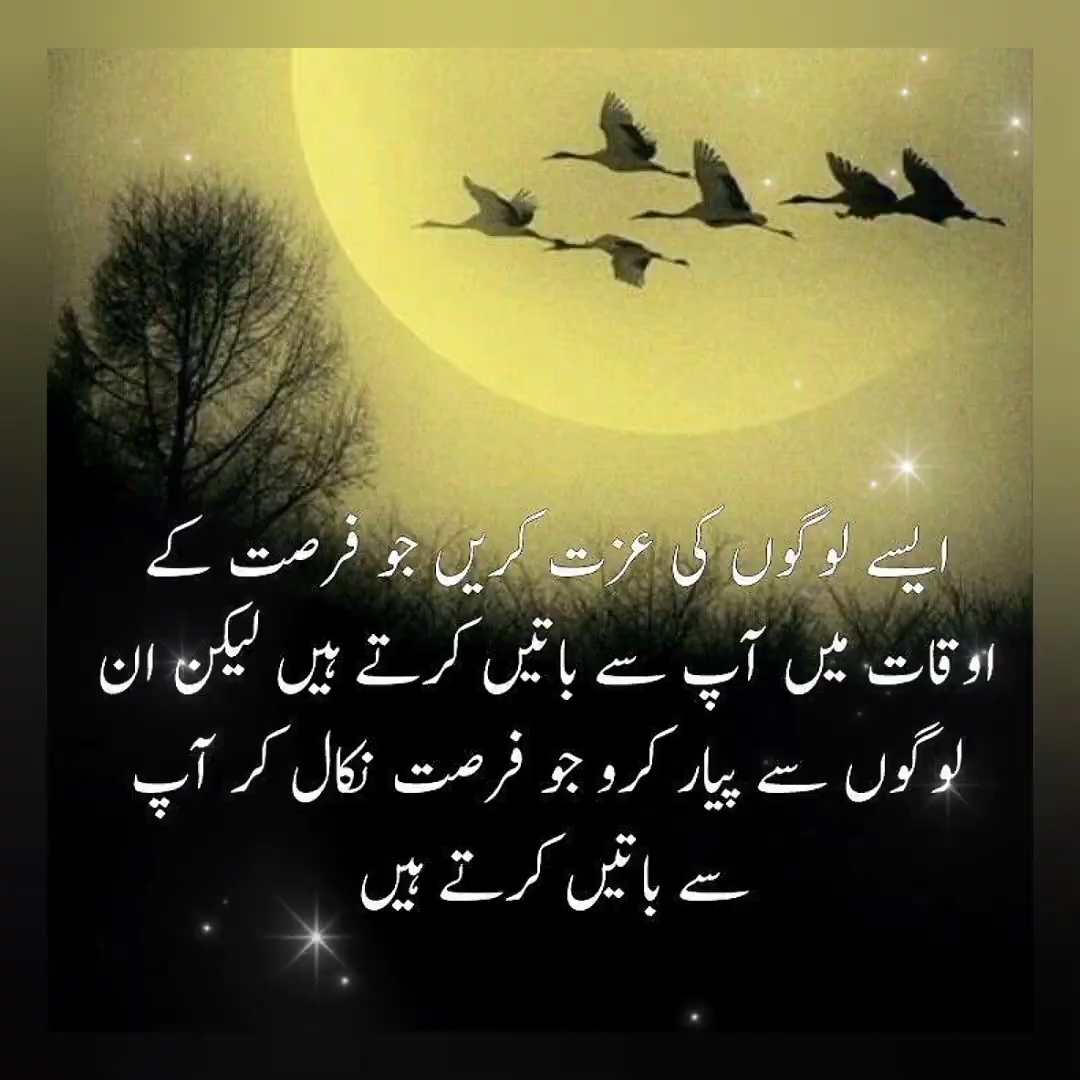 ایسے لوگوں کی عزت کریں جو فرصت کے
اوقات میں آپ سے باتیں کرتے ہیں لیکن ان
لوگوں سے پیار کرو جو فرصت نکال کر آپ
سے باتیں کرتے ہیں